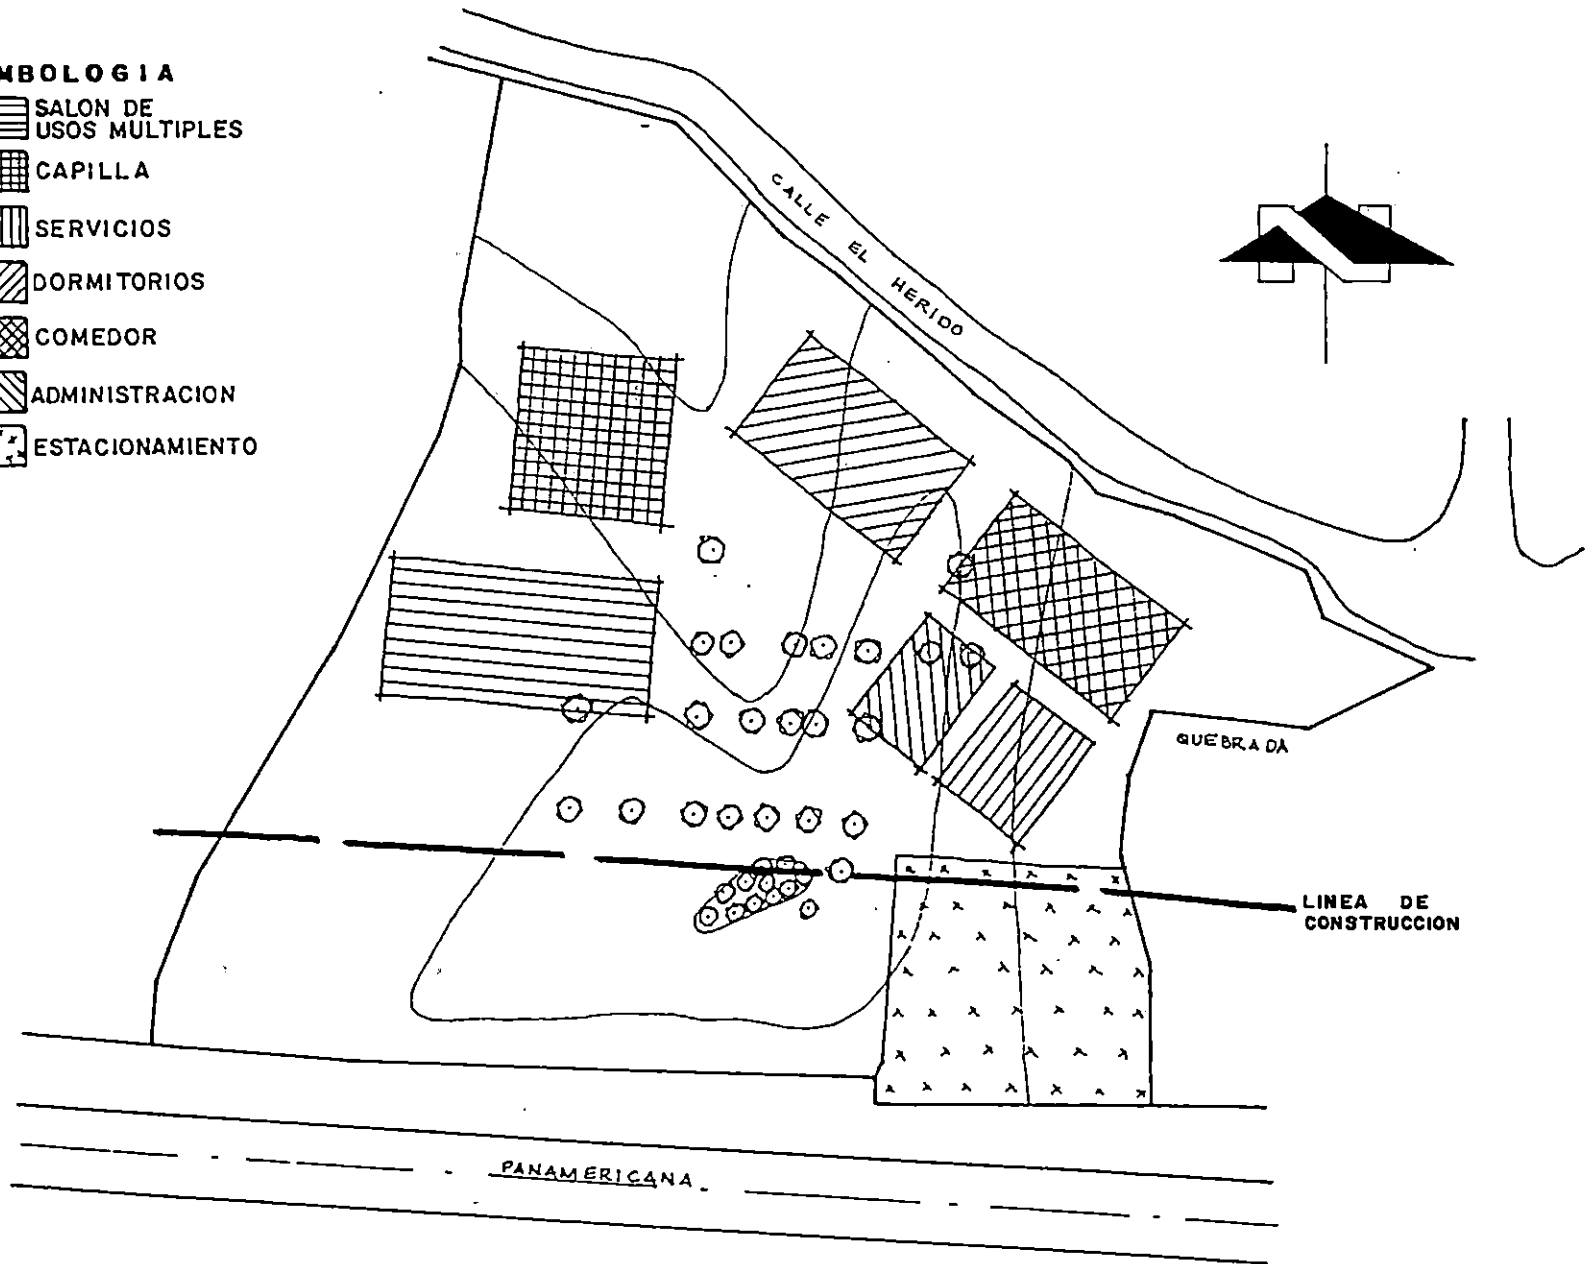 MBOLOGIA
SALON DE
USOS MULTIPLES
CAPILLA
SERVICIOS
DORMITORIOS
COMEDOR
ADMINISTRACION
ESTACIONAMIENTO
CALLE EL HERIDO
QUEBRADA
LINEA DE
CONSTRUCCION
PANAMERICANA